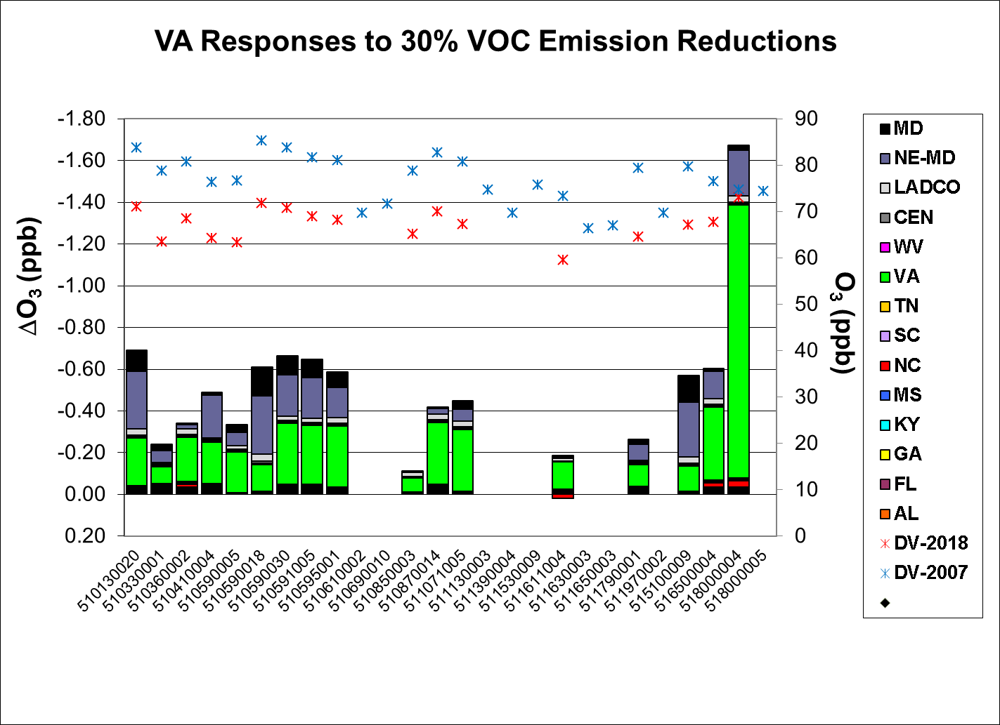 VA Responses to 30% VOC Emission Reductions
-1.80
-1.60
-1.40
-1.20
-1.00
-0.80
-0.60
-0.40
-0.20
0.00
0.20
ΔO₃ (ppb)
90
80
70
60
50
40
30
20
10
0
O₃ (ppb)
510130020
510330001
510360002
510410004
510590005
510590018
510590030
510591005
510595001
510610002
510690010
510850003
510870014
510710005
511130003
511390004
511530009
511611004
511630003
511650003
511790001
511970002
515100009
516500004
518000004
518000005
MD
NE-MD
LADCO
CEN
WV
VA
TN
SC
NC
MS
KY
GA
FL
AL
DV-2018
DV-2007